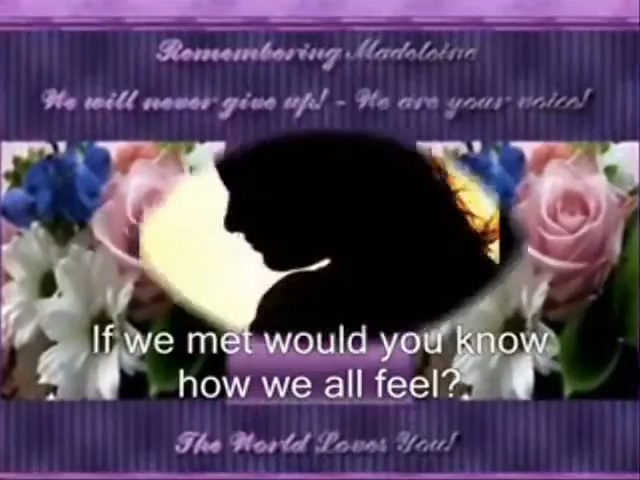 Remembering Madeleine
We will never give up! - We are your voice!
If we met would you know
how we all feel?
The World Loves You!